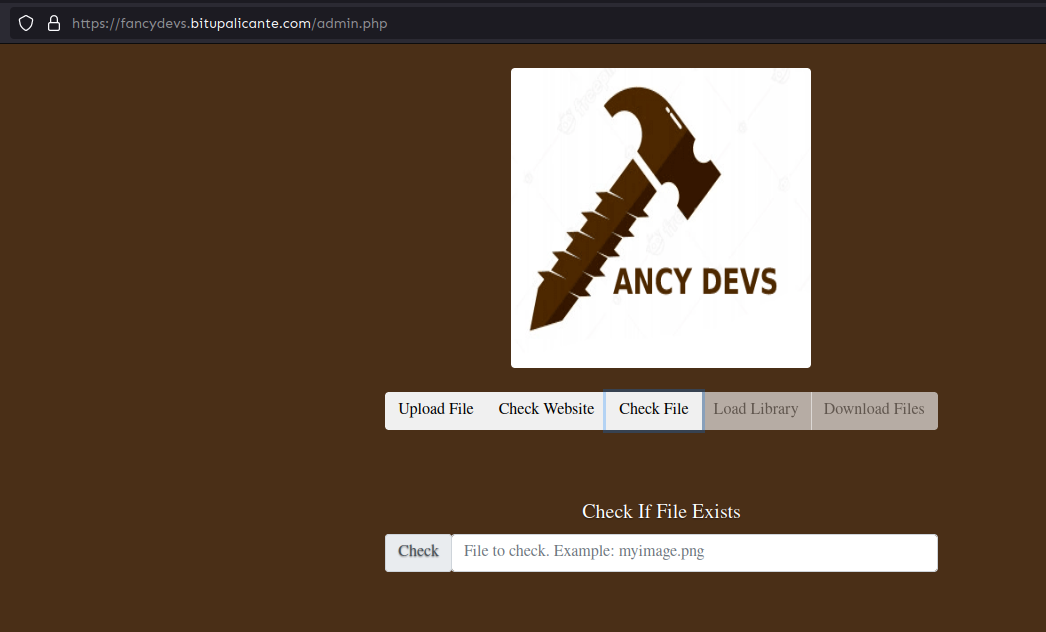 https://fancydevs.bitupalicante.com/admin.php
ANCY DEVS
Upload File Check Website Check File Load Library Download Files
Check If File Exists
Check File to check. Example: myimage.png